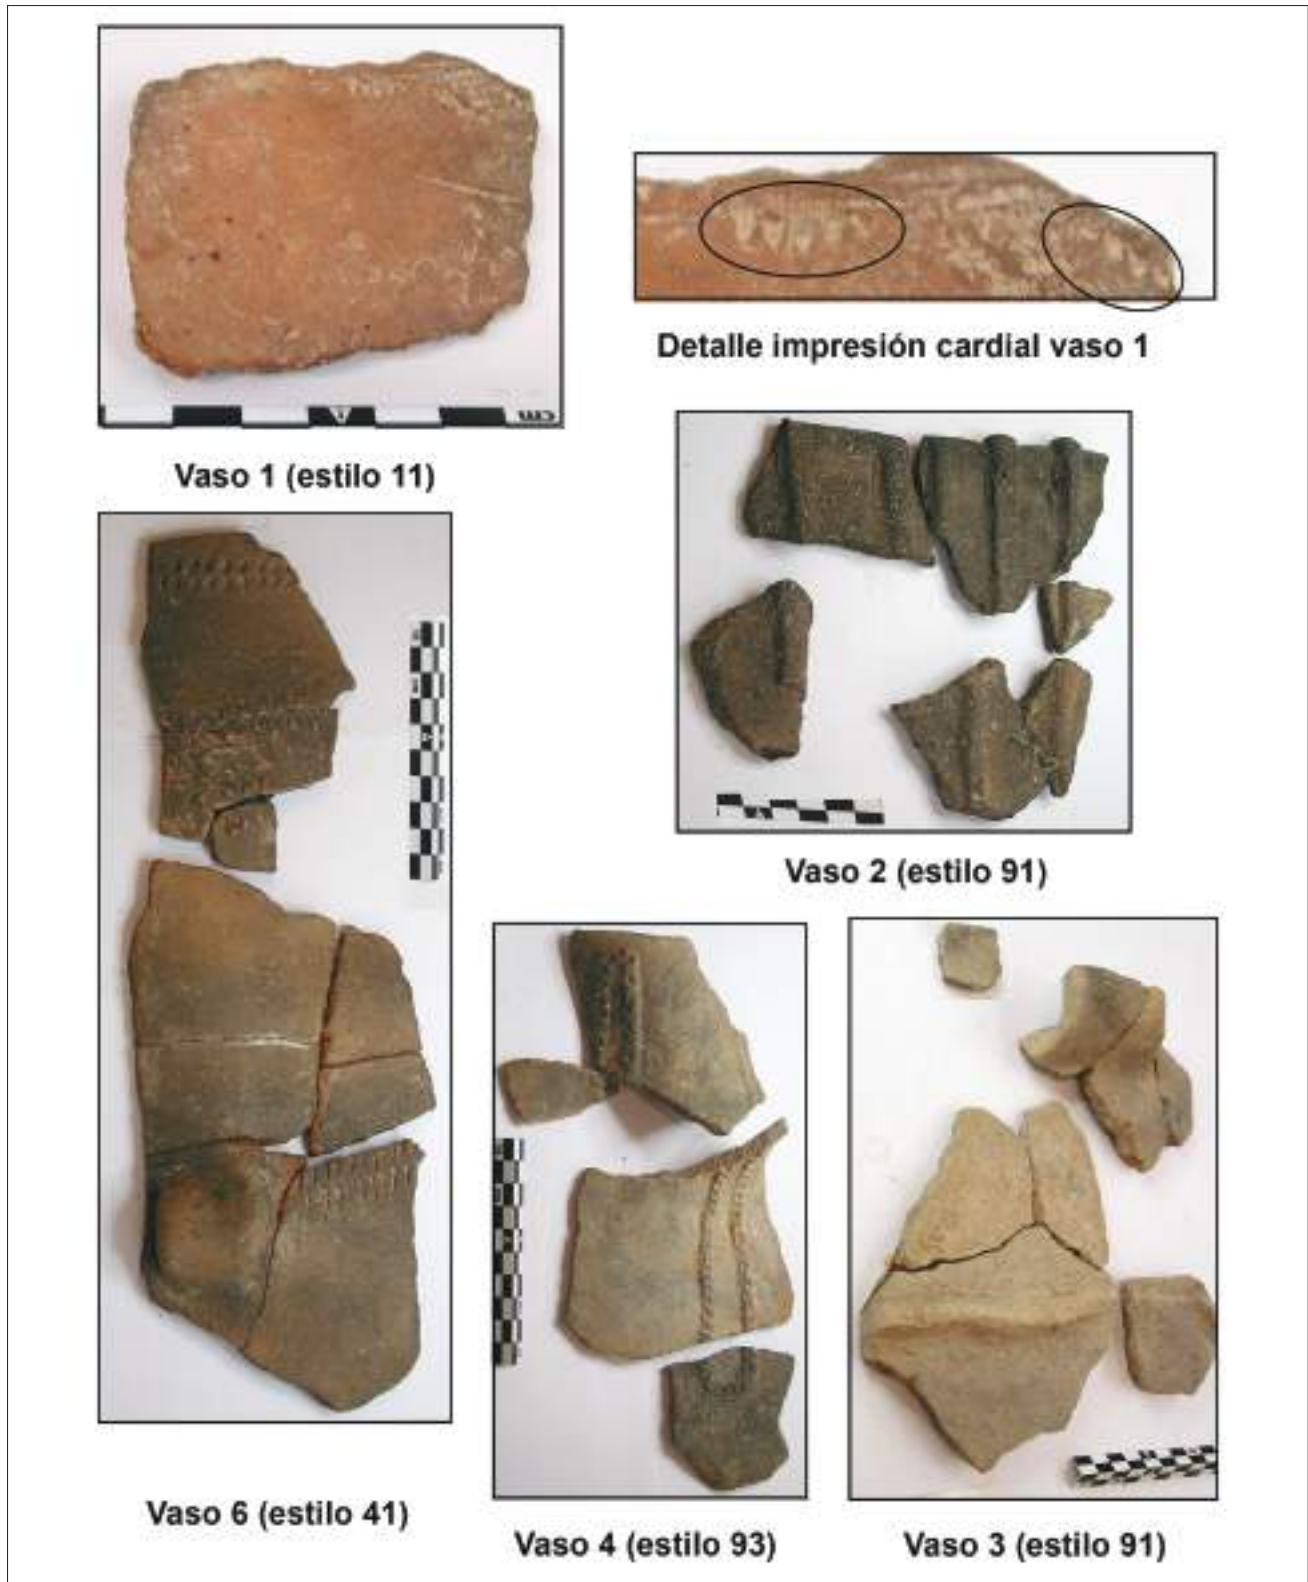 Vaso 1 (estilo 11)
Detalle impresión cardial vaso 1
Vaso 2 (estilo 91)
Vaso 6 (estilo 41)
Vaso 4 (estilo 93)
Vaso 3 (estilo 91)
cm